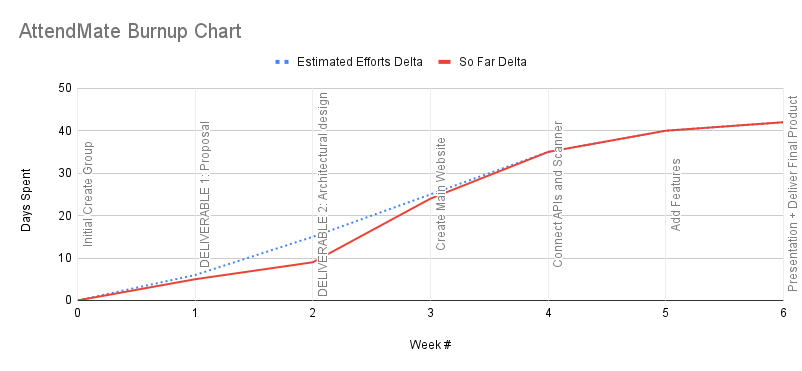 AttendMate Burnup Chart
Estimated Efforts Delta
So Far Delta
Days Spent
50
40
30
20
10
0
Initial Create Group
DELIVERABLE 1: Proposal
DELIVERABLE 2: Architectural design
Create Main Website
Connect APIs and Scanner
Add Features
Presentation + Deliver Final Product
0
1
2
3
4
5
6
Week #